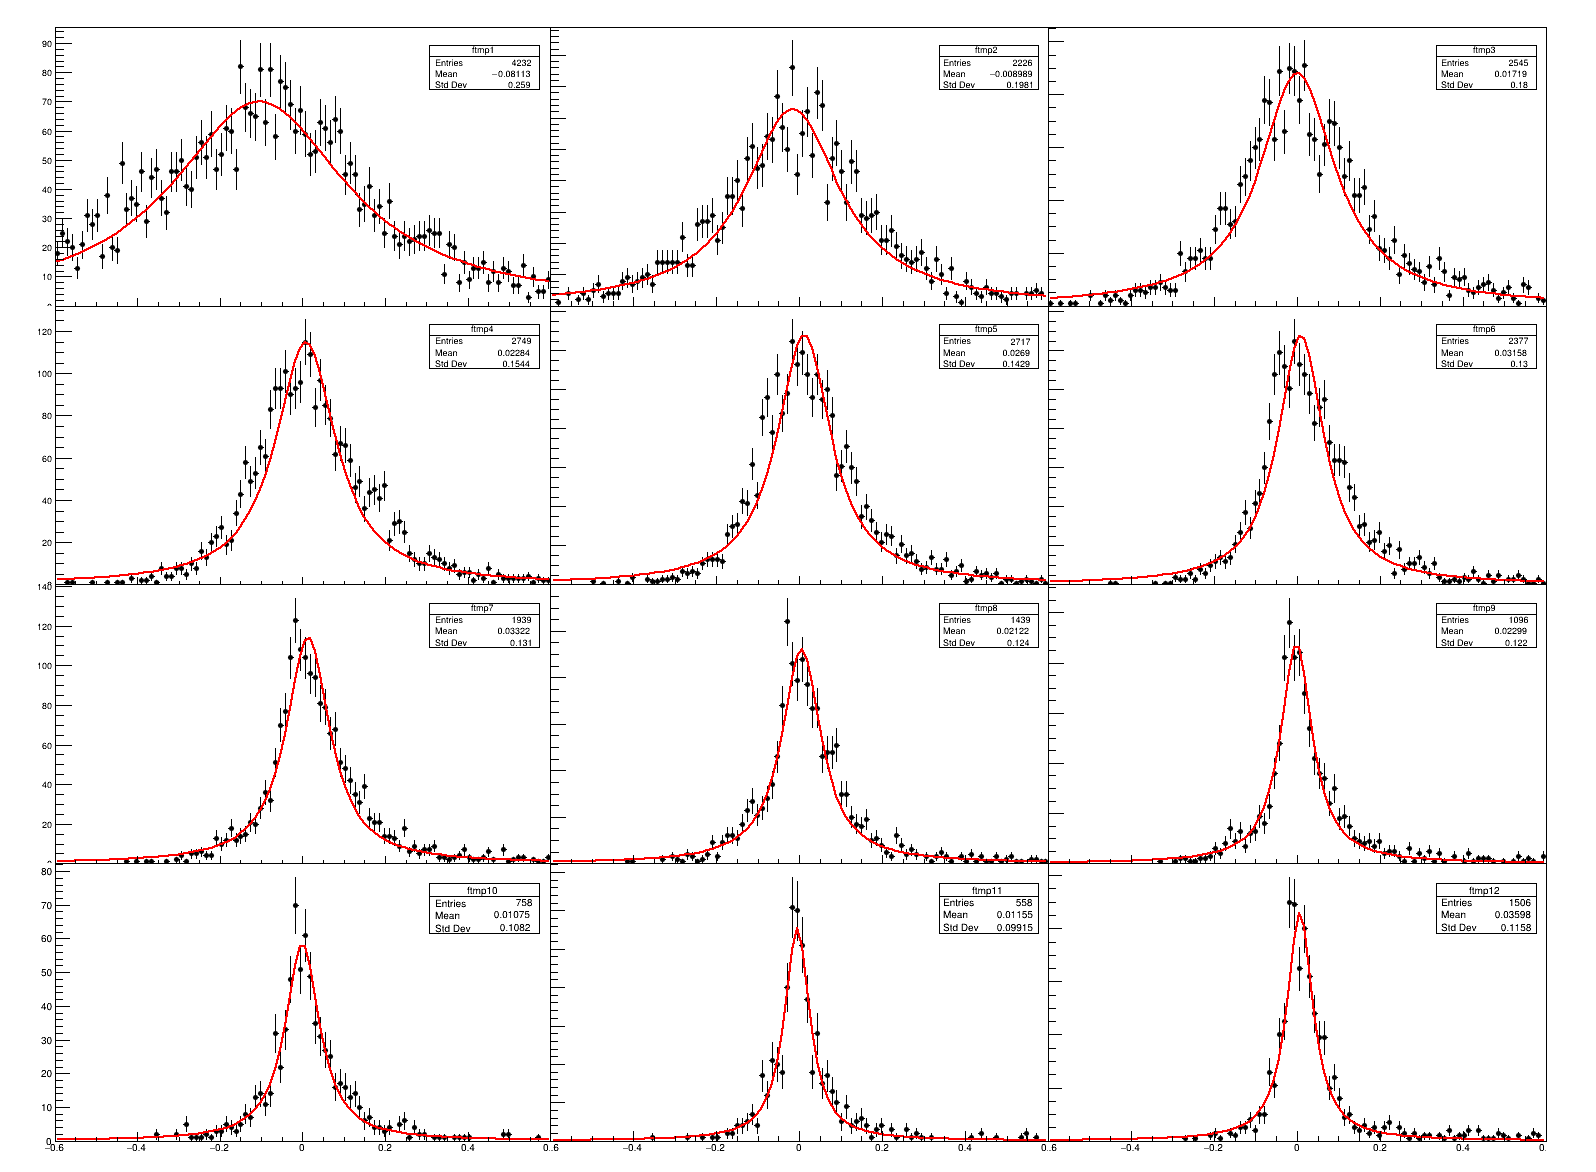 ftmp1
Entries 4232
Mean −0.08113
Std Dev 0.259
ftmp2
Entries 2226
Mean −0.008989
Std Dev 0.1981
ftmp3
Entries 2545
Mean 0.01719
Std Dev 0.18
90
80
70
60
50
40
30
20
10
ftmp4
Entries 2749
Mean 0.02284
Std Dev 0.1544
ftmp5
Entries 2717
Mean 0.0269
Std Dev 0.1429
ftmp6
Entries 2377
Mean 0.03158
Std Dev 0.13
120
100
80
60
40
20
ftmp7
Entries 1939
Mean 0.03322
Std Dev 0.131
ftmp8
Entries 1439
Mean 0.02122
Std Dev 0.124
ftmp9
Entries 1096
Mean 0.02299
Std Dev 0.122
140
120
100
80
60
40
20
ftmp10
Entries 758
Mean 0.01075
Std Dev 0.1082
ftmp11
Entries 558
Mean 0.01155
Std Dev 0.09915
ftmp12
Entries 1506
Mean 0.03598
Std Dev 0.1158
80
70
60
50
40
30
20
10
0
−0.6 −0.4 −0.2 0 0.2 0.4 0.6 −0.4 −0.2 0 0.2 0.4 0.6 −0.4 −0.2 0 0.2 0.4 0.